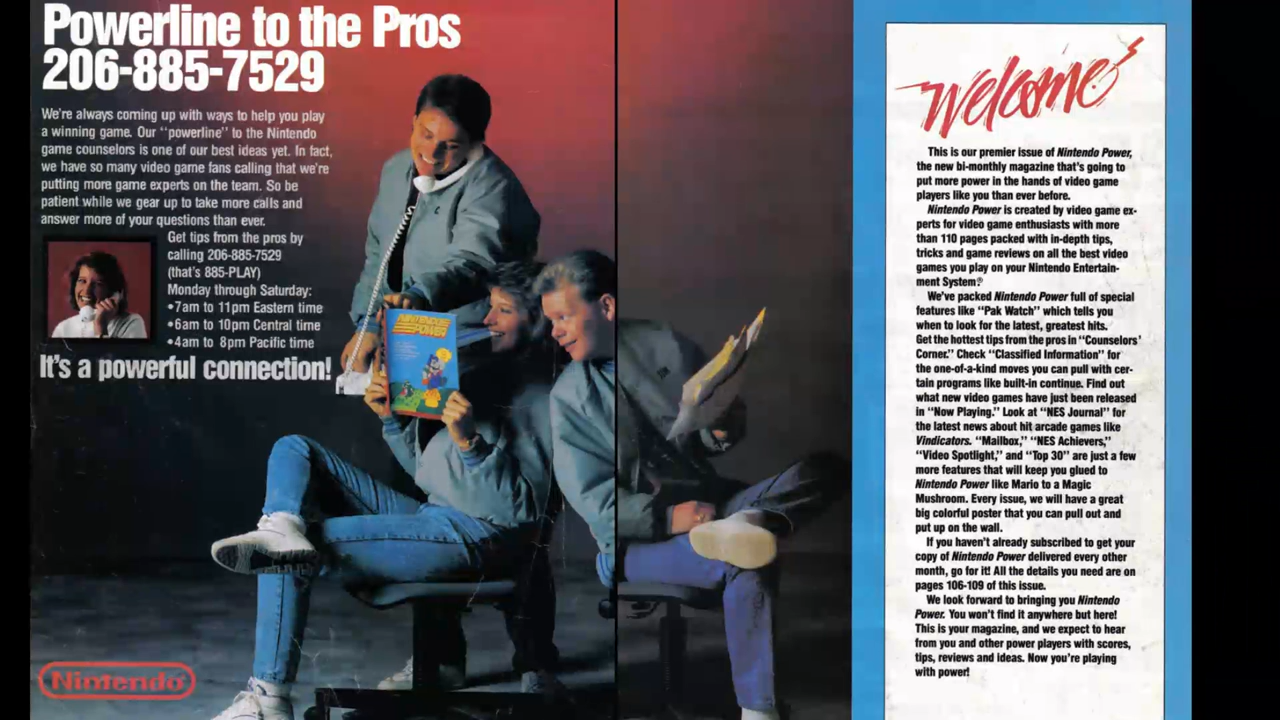 Powerline to the Pros
206-885-7529
We're always coming up with ways to help you play
a winning game. Our "powerline" to the Nintendo
game counselors is one of our best ideas yet. In fact,
we have so many video game fans calling that we're
putting more game experts on the team. So be
patient while we gear up to take more calls and
answer more of your questions than ever.
Get tips from the pros by
calling 206-885-7529
(that's 885-PLAY)
Monday through Saturday:
•7am to 11pm Eastern time
•6am to 10pm Central time
•4am to 8pm Pacific time
It's a powerful connection!
NINTENDO
POWER
Nintendo
Welcome
This is our premier issue of Nintendo Power,
the new bi-monthly magazine that's going to
put more power in the hands of video game
players like you than ever before.
Nintendo Power is created by video game ex-
perts for video game enthusiasts with more
than 110 pages packed with in-depth tips,
tricks and game reviews on all the best video
games you play on your Nintendo Entertain-
ment System.®
We've packed Nintendo Power full of special
features like "Pak Watch" which tells you
when to look for the latest, greatest hits.
Get the hottest tips from the pros in "Counselors'
Corner." Check "Classified Information" for
the one-of-a-kind moves you can pull with cer-
tain programs like built-in continue. Find out
what new video games have just been released
in "Now Playing." Look at "NES Journal" for
the latest news about hit arcade games like
Vindicators. "Mailbox," "NES Achievers,"
"Video Spotlight," and "Top 30" are just a few
more features that will keep you glued to
Nintendo Power like Mario to a Magic
Mushroom. Every issue, we will have a great
big colorful poster that you can pull out and
put up on the wall.
If you haven't already subscribed to get your
copy of Nintendo Power delivered every other
month, go for it! All the details you need are on
pages 106-109 of this issue.
We look forward to bringing you Nintendo
Power. You won't find it anywhere but here!
This is your magazine, and we expect to hear
from you and other power players with scores,
tips, reviews and ideas. Now you're playing
with power!